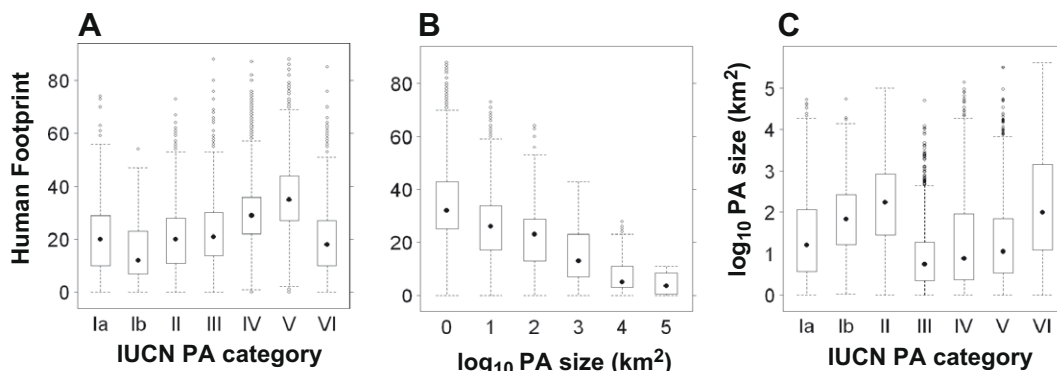 A
B
C
Human Footprint
80
60
40
20
0
Ia Ib II III IV V VI
IUCN PA category
80
60
40
20
0
0 1 2 3 4 5
log₁₀ PA size (km²)
log₁₀ PA size (km²)
5
4
3
2
1
0
Ia Ib II III IV V VI
IUCN PA category